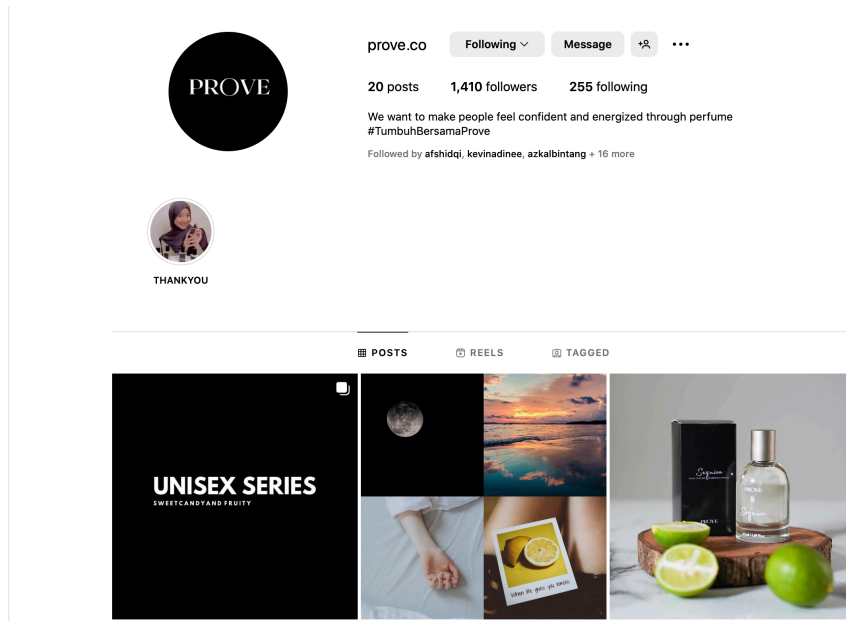 PROVE
prove.co
Following
Message
20 posts
1,410 followers
255 following
We want to make people feel confident and energized through perfume
#TumbuhBersamaProve
Followed by afshidqi, kevinadinee, azkalbintang + 16 more
THANKYOU
POSTS
REELS
TAGGED
UNISEX SERIES
SWEETCANDYAND FRUITY
When life gives you lemons
PROVE
PROVE